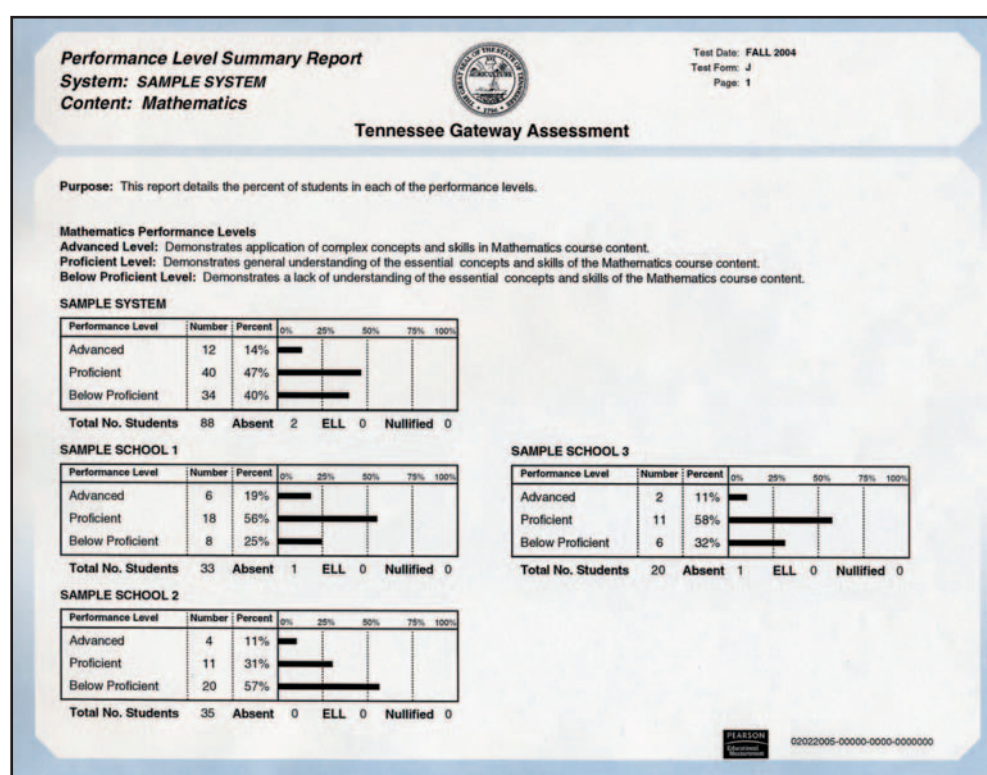 Performance Level Summary Report
System: SAMPLE SYSTEM
Content: Mathematics
Test Date: FALL 2004
Test Form: J
Page: 1
Tennessee Gateway Assessment
Purpose: This report details the percent of students in each of the performance levels.
Mathematics Performance Levels
Advanced Level: Demonstrates application of complex concepts and skills in Mathematics course content.
Proficient Level: Demonstrates general understanding of the essential concepts and skills of the Mathematics course content.
Below Proficient Level: Demonstrates a lack of understanding of the essential concepts and skills of the Mathematics course content.
SAMPLE SYSTEM
Performance Level Number Percent 0% 25% 50% 75% 100%
Advanced 12 14%
Proficient 40 47%
Below Proficient 34 40%
Total No. Students 88 Absent 2 ELL 0 Nullified 0
SAMPLE SCHOOL 1
Performance Level Number Percent 0% 25% 50% 75% 100%
Advanced 6 19%
Proficient 18 56%
Below Proficient 8 25%
Total No. Students 33 Absent 1 ELL 0 Nullified 0
SAMPLE SCHOOL 3
Performance Level Number Percent 0% 25% 50% 75% 100%
Advanced 2 11%
Proficient 11 58%
Below Proficient 6 32%
Total No. Students 20 Absent 1 ELL 0 Nullified 0
SAMPLE SCHOOL 2
Performance Level Number Percent 0% 25% 50% 75% 100%
Advanced 4 11%
Proficient 11 31%
Below Proficient 20 57%
Total No. Students 35 Absent 0 ELL 0 Nullified 0
PEARSON
Educational
Measurement
02022005-00000-0000-0000000